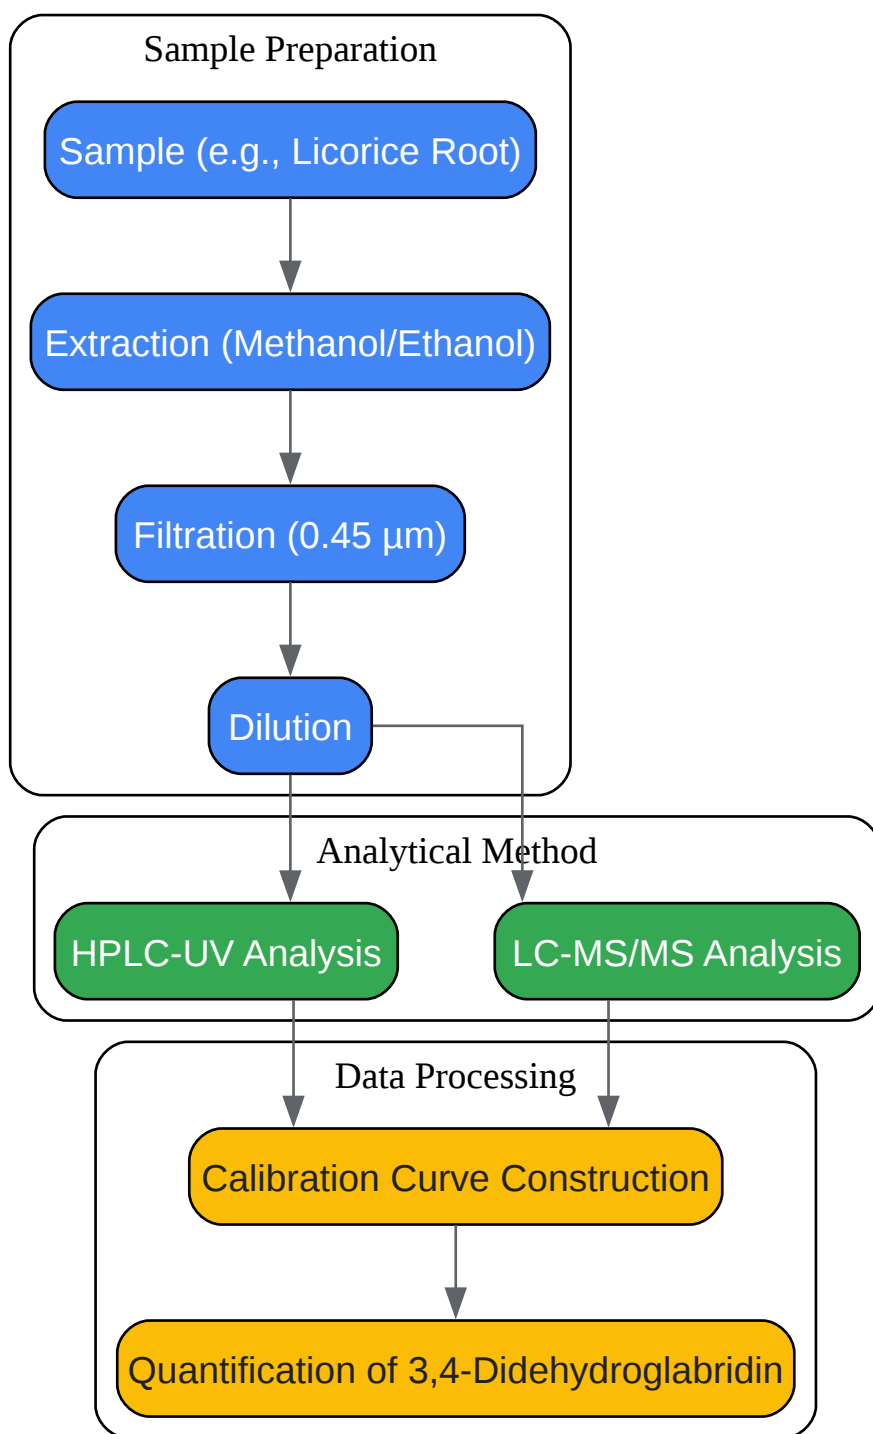 Sample Preparation
Sample (e.g., Licorice Root)
Extraction (Methanol/Ethanol)
Filtration (0.45 µm)
Dilution
Analytical Method
HPLC-UV Analysis
LC-MS/MS Analysis
Data Processing
Calibration Curve Construction
Quantification of 3,4-Didehydroglabridin